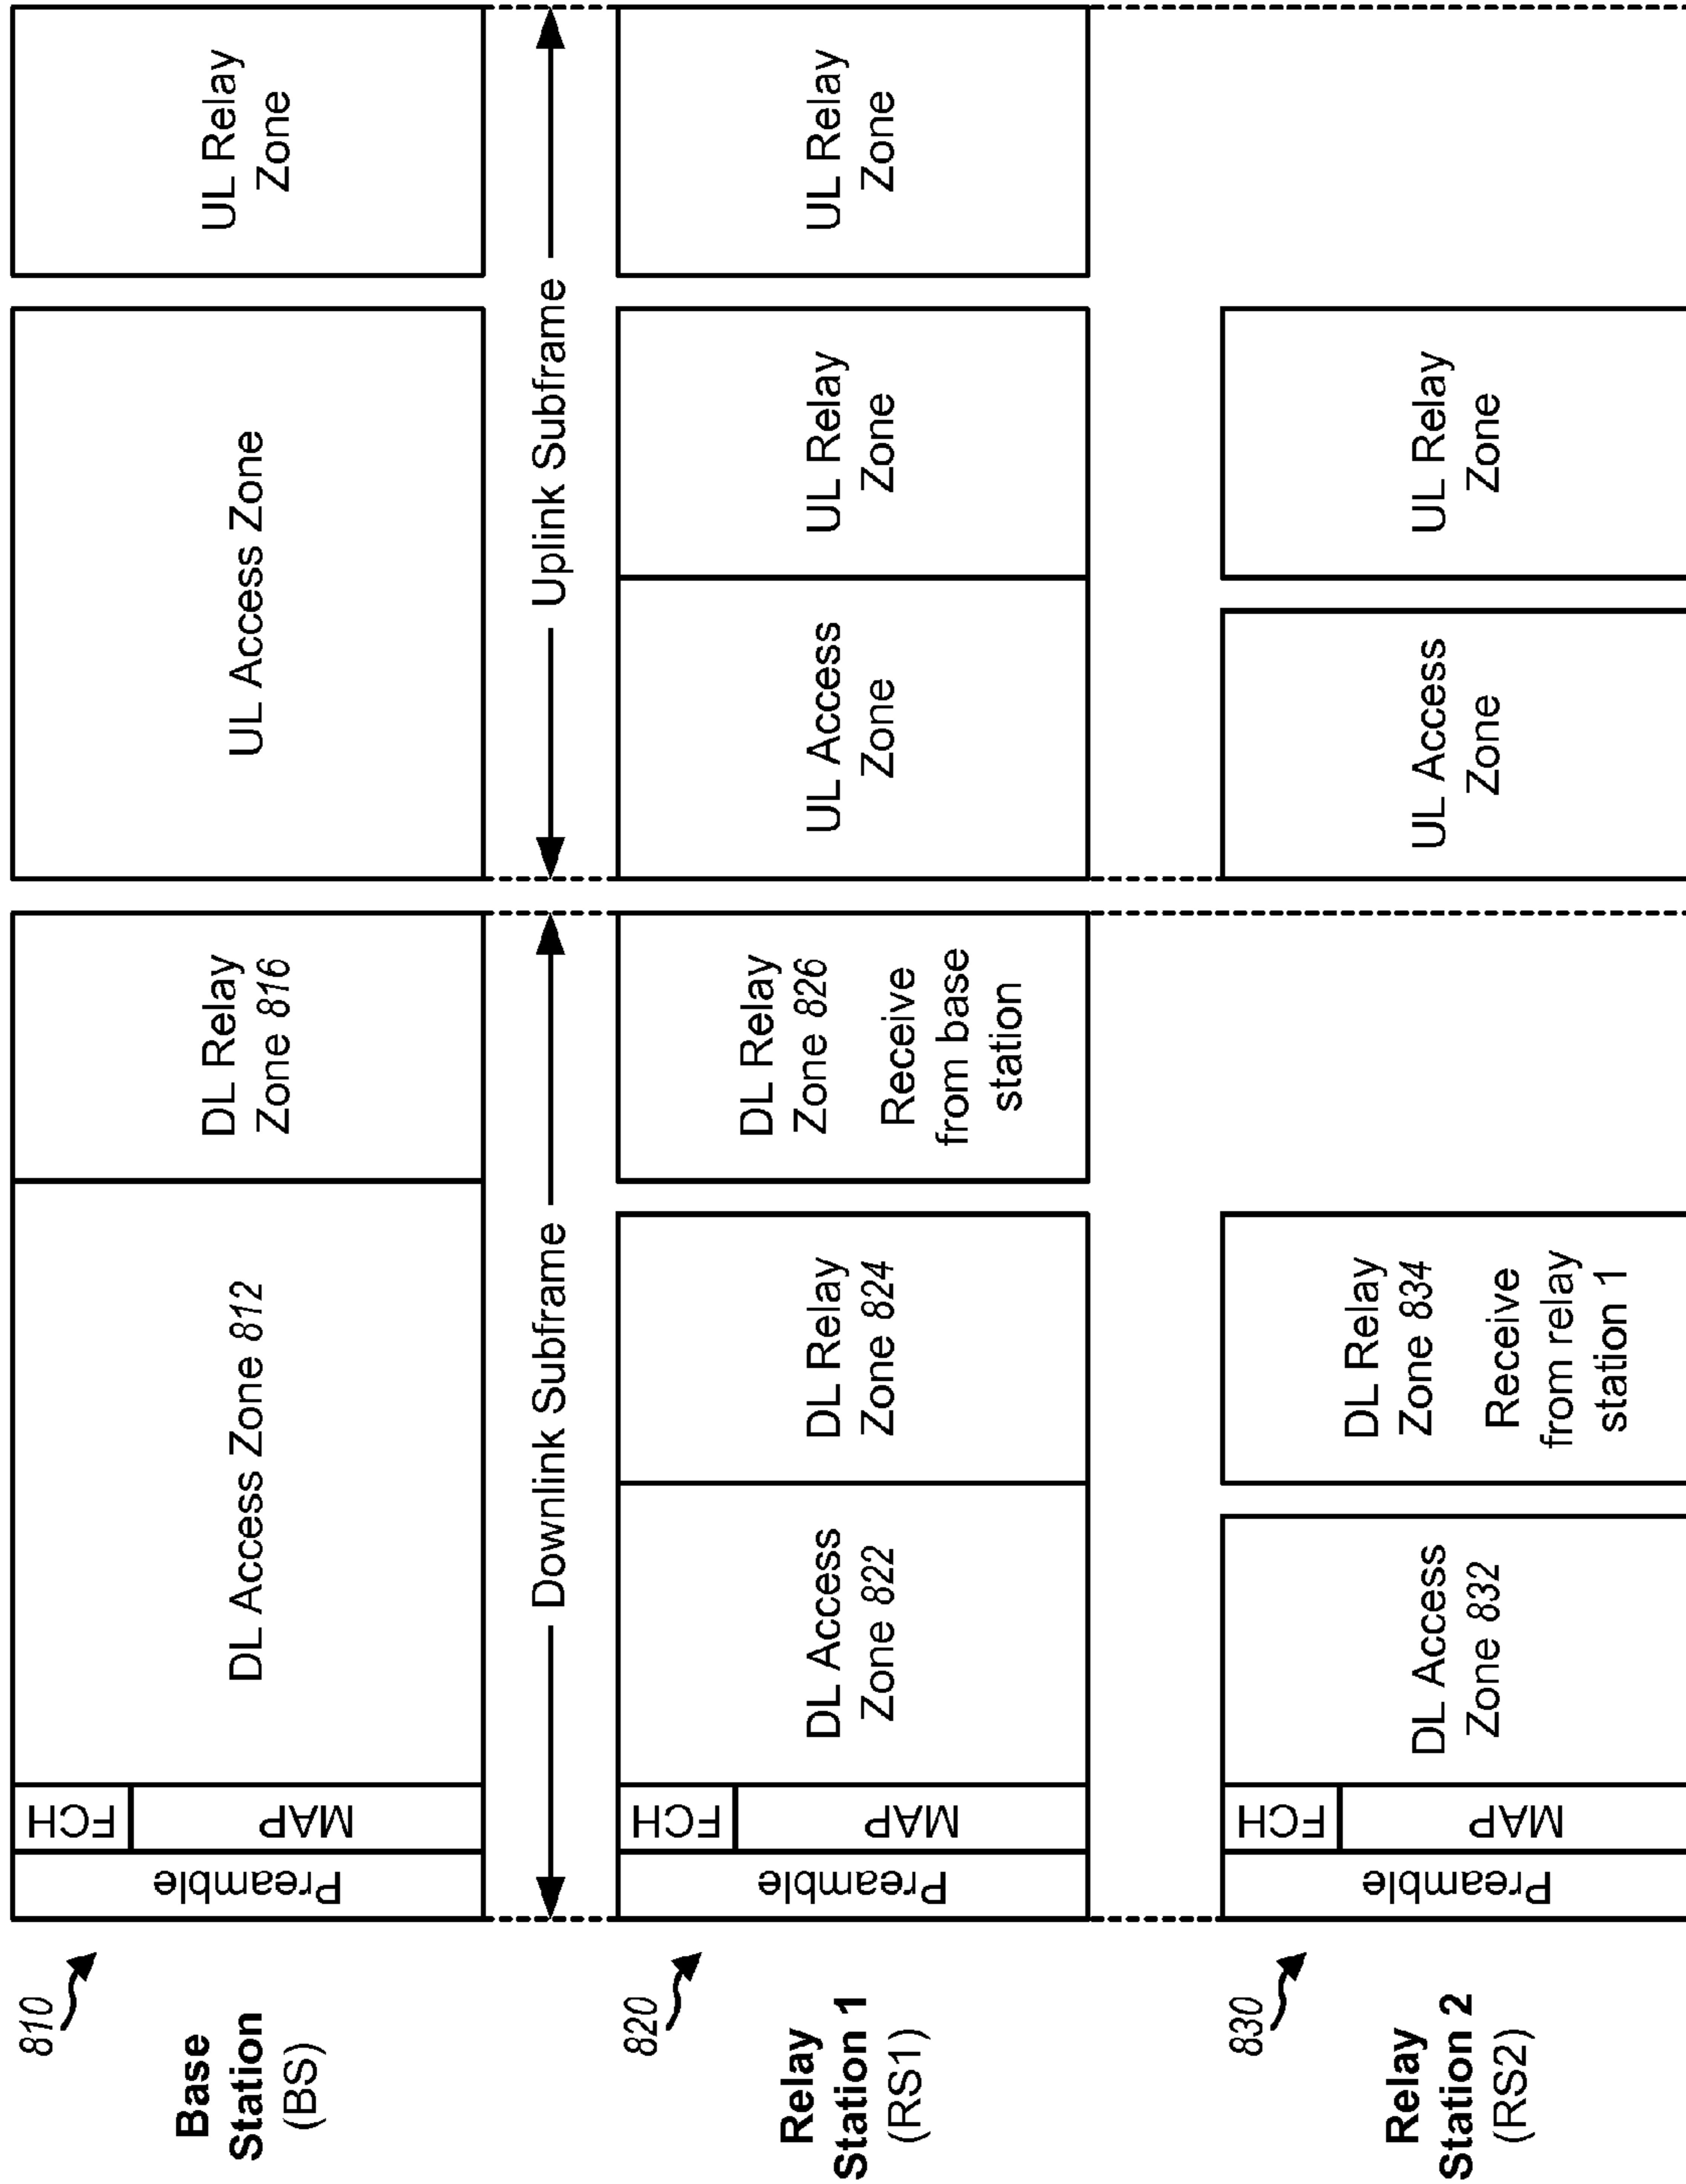 810
Base
Station
(BS)
Preamble
FCH
MAP
DL Access Zone 812
DL Relay
Zone 816
UL Access Zone
UL Relay
Zone
Downlink Subframe
Uplink Subframe
820
Relay
Station 1
(RS1)
Preamble
FCH
MAP
DL Access
Zone 822
DL Relay
Zone 824
DL Relay
Zone 826
Receive
from base
station
UL Access
Zone
UL Relay
Zone
UL Relay
Zone
830
Relay
Station 2
(RS2)
Preamble
FCH
MAP
DL Access
Zone 832
DL Relay
Zone 834
Receive
from relay
station 1
UL Access
Zone
UL Relay
Zone